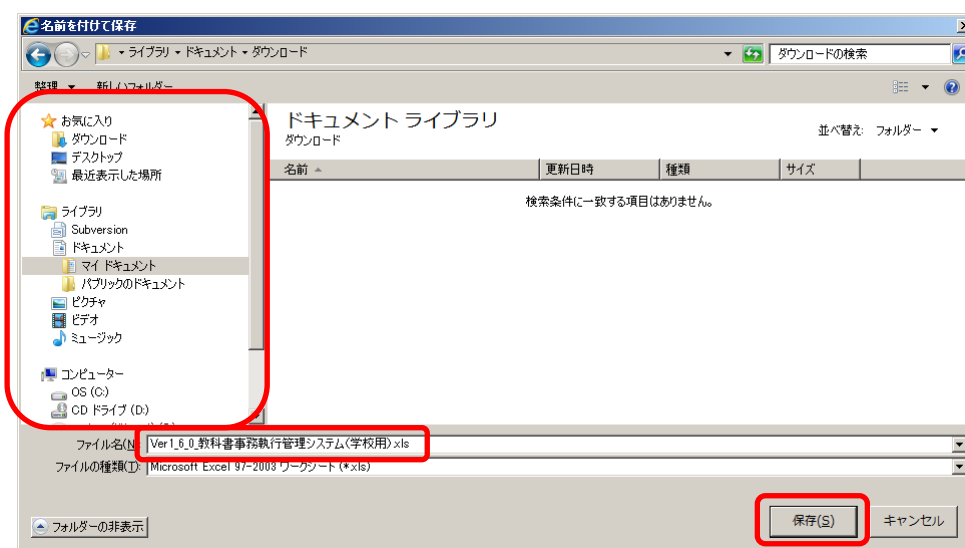 名前を付けて保存
ライブラリ ▾ ドキュメント ▾ ダウンロード
ダウンロードの検索
整理 ▼ 新しいフォルダー
お気に入り
ダウンロード
デスクトップ
最近表示した場所
ライブラリ
Subversion
ドキュメント
マイ ドキュメント
パブリックのドキュメント
ピクチャ
ビデオ
ミュージック
コンピューター
OS (C:)
CD ドライブ (D:)
ドキュメント ライブラリ
ダウンロード
並べ替え: フォルダー ▼
名前 更新日時 種類 サイズ
検索条件に一致する項目はありません。
ファイル名(N): Ver1_6_0_教科書事務執行管理システム(学校用).xls
ファイルの種類(T): Microsoft Excel 97-2003 ワークシート (*.xls)
フォルダーの非表示
保存(S) キャンセル